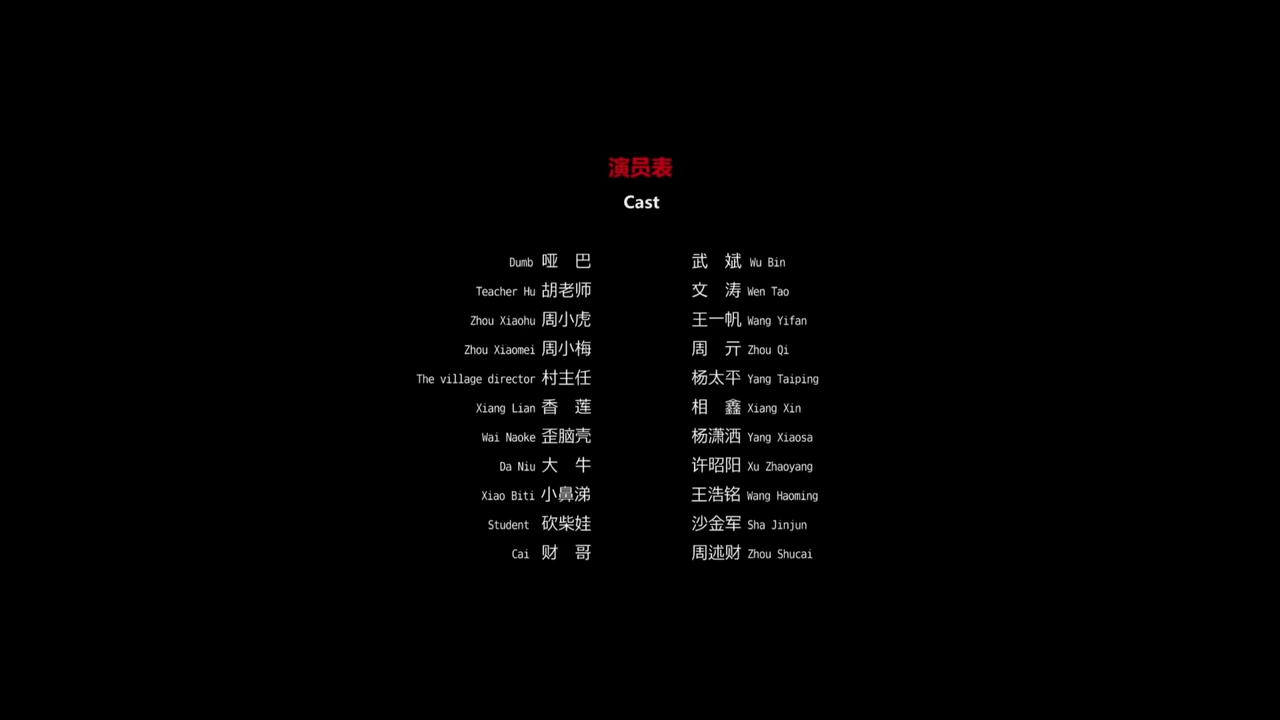 演员表
Cast
Dumb 哑 巴 武 斌 Wu Bin
Teacher Hu 胡老师 文 涛 Wen Tao
Zhou Xiaohu 周小虎 王一帆 Wang Yifan
Zhou Xiaomei 周小梅 周 亓 Zhou Qi
The village director 村主任 杨太平 Yang Taiping
Xiang Lian 香 莲 相 鑫 Xiang Xin
Wai Naoke 歪脑壳 杨潇洒 Yang Xiaosa
Da Niu 大 牛 许昭阳 Xu Zhaoyang
Xiao Biti 小鼻涕 王浩铭 Wang Haoming
Student 砍柴娃 沙金军 Sha Jinjun
Cai 财 哥 周述财 Zhou Shucai